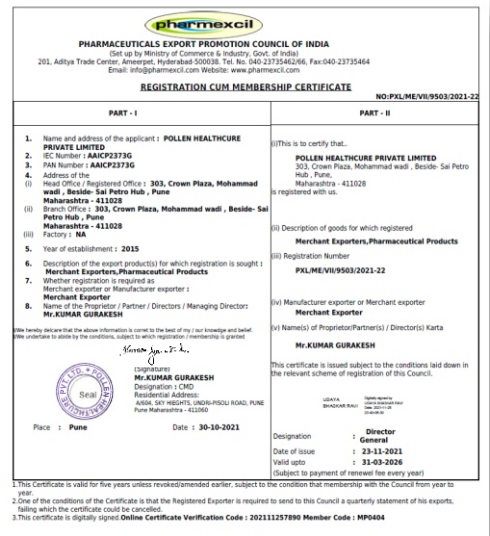 pharmexcil
PHARMACEUTICALS EXPORT PROMOTION COUNCIL OF INDIA
(Set up by Ministry of Commerce & Industry, Govt. of India)
201, Aditya Trade Center, Ameerpet, Hyderabad-500038. Tel. No. 040-23735462/66, Fax:040-23735464
Email: info@pharmexcil.com Website: www.pharmexcil.com
REGISTRATION CUM MEMBERSHIP CERTIFICATE
NO:PXL/ME/VII/9503/2021-22
PART - I
1. Name and address of the applicant : POLLEN HEALTHCURE
PRIVATE LIMITED
2. IEC Number : AAICP2373G
3. PAN Number : AAICP2373G
4. Address of the
(i) Head Office / Registered Office : 303, Crown Plaza, Mohammad
wadi , Beside- Sai Petro Hub , Pune
Maharashtra - 411028
(ii) Branch Office : 303, Crown Plaza, Mohammad wadi , Beside- Sai
Petro Hub , Pune
Maharashtra - 411028
(iii) Factory : NA
5. Year of establishment : 2015
6. Description of the export product(s) for which registration is sought :
Merchant Exporters,Pharmaceutical Products
7. Whether registration is required as
Merchant exporter or Manufacturer exporter :
Merchant Exporter
8. Name of the Proprietor / Partner / Directors / Managing Director:
Mr.KUMAR GURAKESH
I/We hereby delcare that the above information is corret to the best of my / our knowledge and belief.
I/We undertake to abide by the conditions, subject to which registration / membership is granted
(Signature)
Mr.KUMAR GURAKESH
Designation : CMD
Residential Address:
A/604, SKY HIEGHTS, UNDRI-PISOLI ROAD, PUNE
Pune Maharashtra - 411060
POLLEN HEALTHCURE PVT. LTD.
Seal
Place : Pune Date : 30-10-2021
PART - II
(i)This is to certify that..
POLLEN HEALTHCURE PRIVATE LIMITED
303, Crown Plaza, Mohammad wadi , Beside- Sai Petro
Hub , Pune,
Maharashtra - 411028
is registered with us.
(ii) Description of goods for which registered
Merchant Exporters,Pharmaceutical Products
(iii) Registration Number
PXL/ME/VII/9503/2021-22
(iv) Manufacturer exporter or Merchant exporter
Merchant Exporter
(v) Name(s) of Proprietor/Partner(s) / Director(s) Karta
Mr.KUMAR GURAKESH
This certificate is issued subject to the conditions laid down in
the relevant scheme of registration of this Council.
UDAYA
BHASKAR RAVI
Designation : Director
General
Date of issue : 23-11-2021
Valid upto : 31-03-2026
(Subject to payment of renewal fee every year)
1.This Certificate is valid for five years unless revoked/amended earlier, subject to the condition that membership with the Council from year to
year.
2.One of the conditions of the Certificate is that the Registered Exporter is required to send to this Council a quarterly statement of his exports,
failing which the certificate could be cancelled.
3.This certificate is digitally signed.Online Certificate Verification Code : 202111257890 Member Code : MP0404